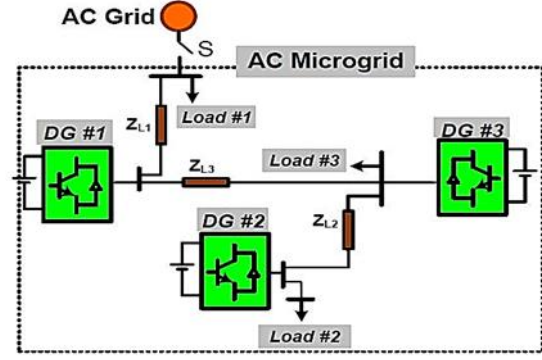 AC Grid
S
AC Microgrid
Load #1
Z_L1
DG #1
DG #3
Load #3
Z_L3
DG #2
Z_L2
Load #2